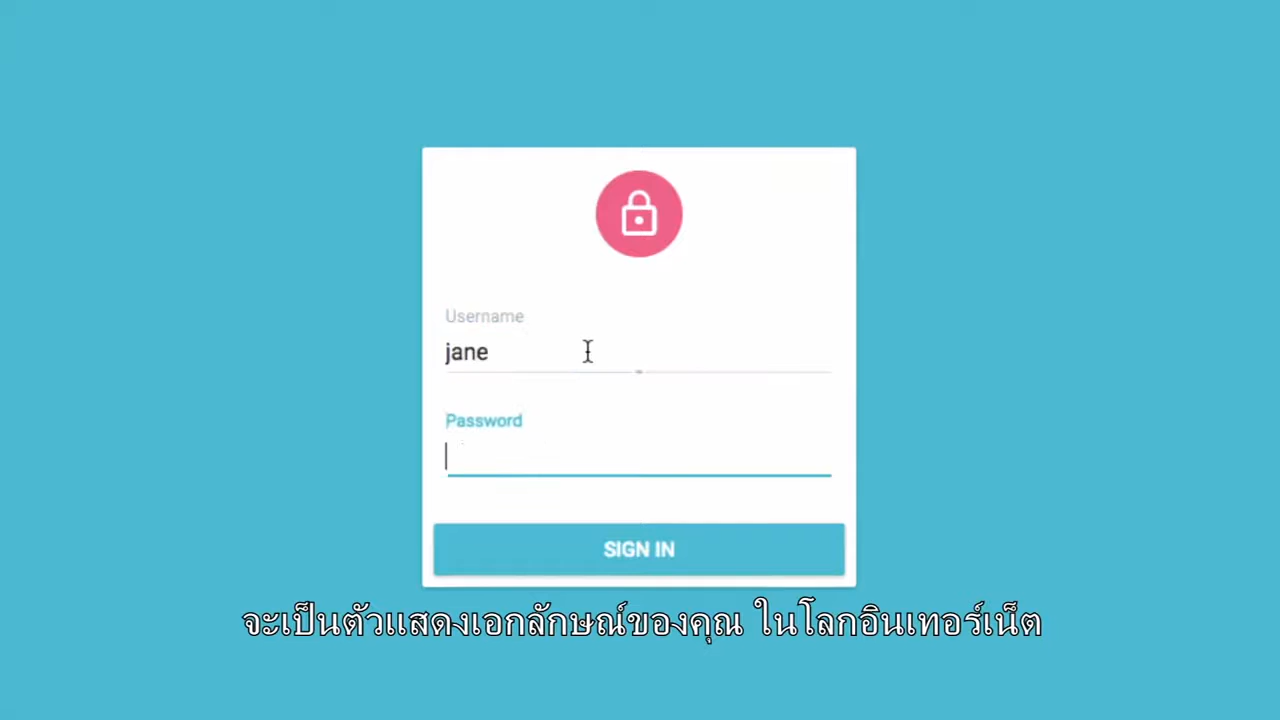 Username
jane
Password
SIGN IN
จะเป็นตัวแสดงเอกลักษณ์ของคุณ ในโลกอินเทอร์เน็ต